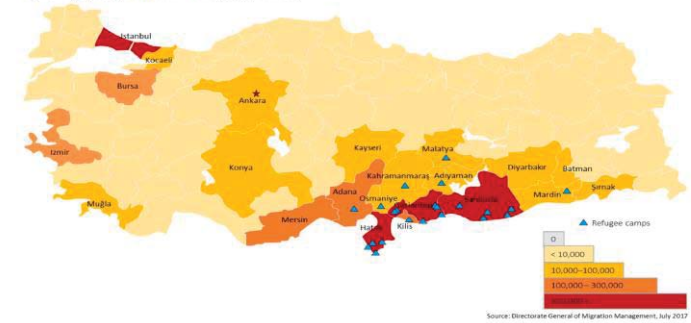 Istanbul
Kocaeli
Bursa
Ankara
Izmir
Konya
Kayseri
Malatya
Diyarbakır
Batman
Kahramanmaraş
Adıyaman
Mardin
Şırnak
Muğla
Adana
Osmaniye
Mersin
Hatay
Kilis
Refugee camps
0
< 10,000
10,000–100,000
100,000– 300,000
Source: Directorate General of Migration Management, July 2017